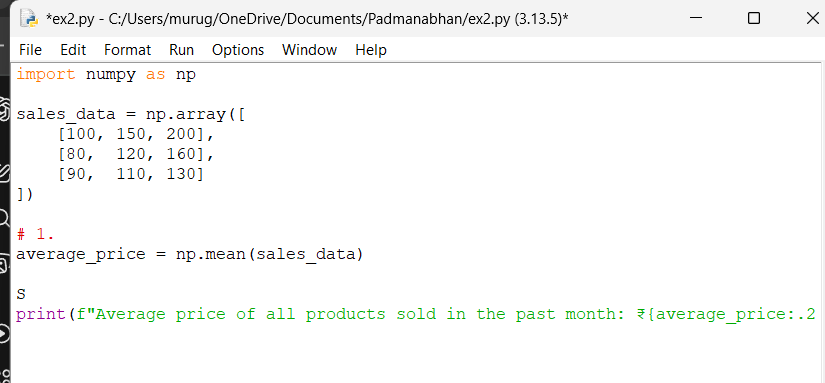 *ex2.py - C:/Users/murug/OneDrive/Documents/Padmanabhan/ex2.py (3.13.5)*
File Edit Format Run Options Window Help
import numpy as np
sales_data = np.array([
    [100, 150, 200],
    [80,  120, 160],
    [90,  110, 130]
])
# 1.
average_price = np.mean(sales_data)
S
print(f"Average price of all products sold in the past month: ₹{average_price:.2